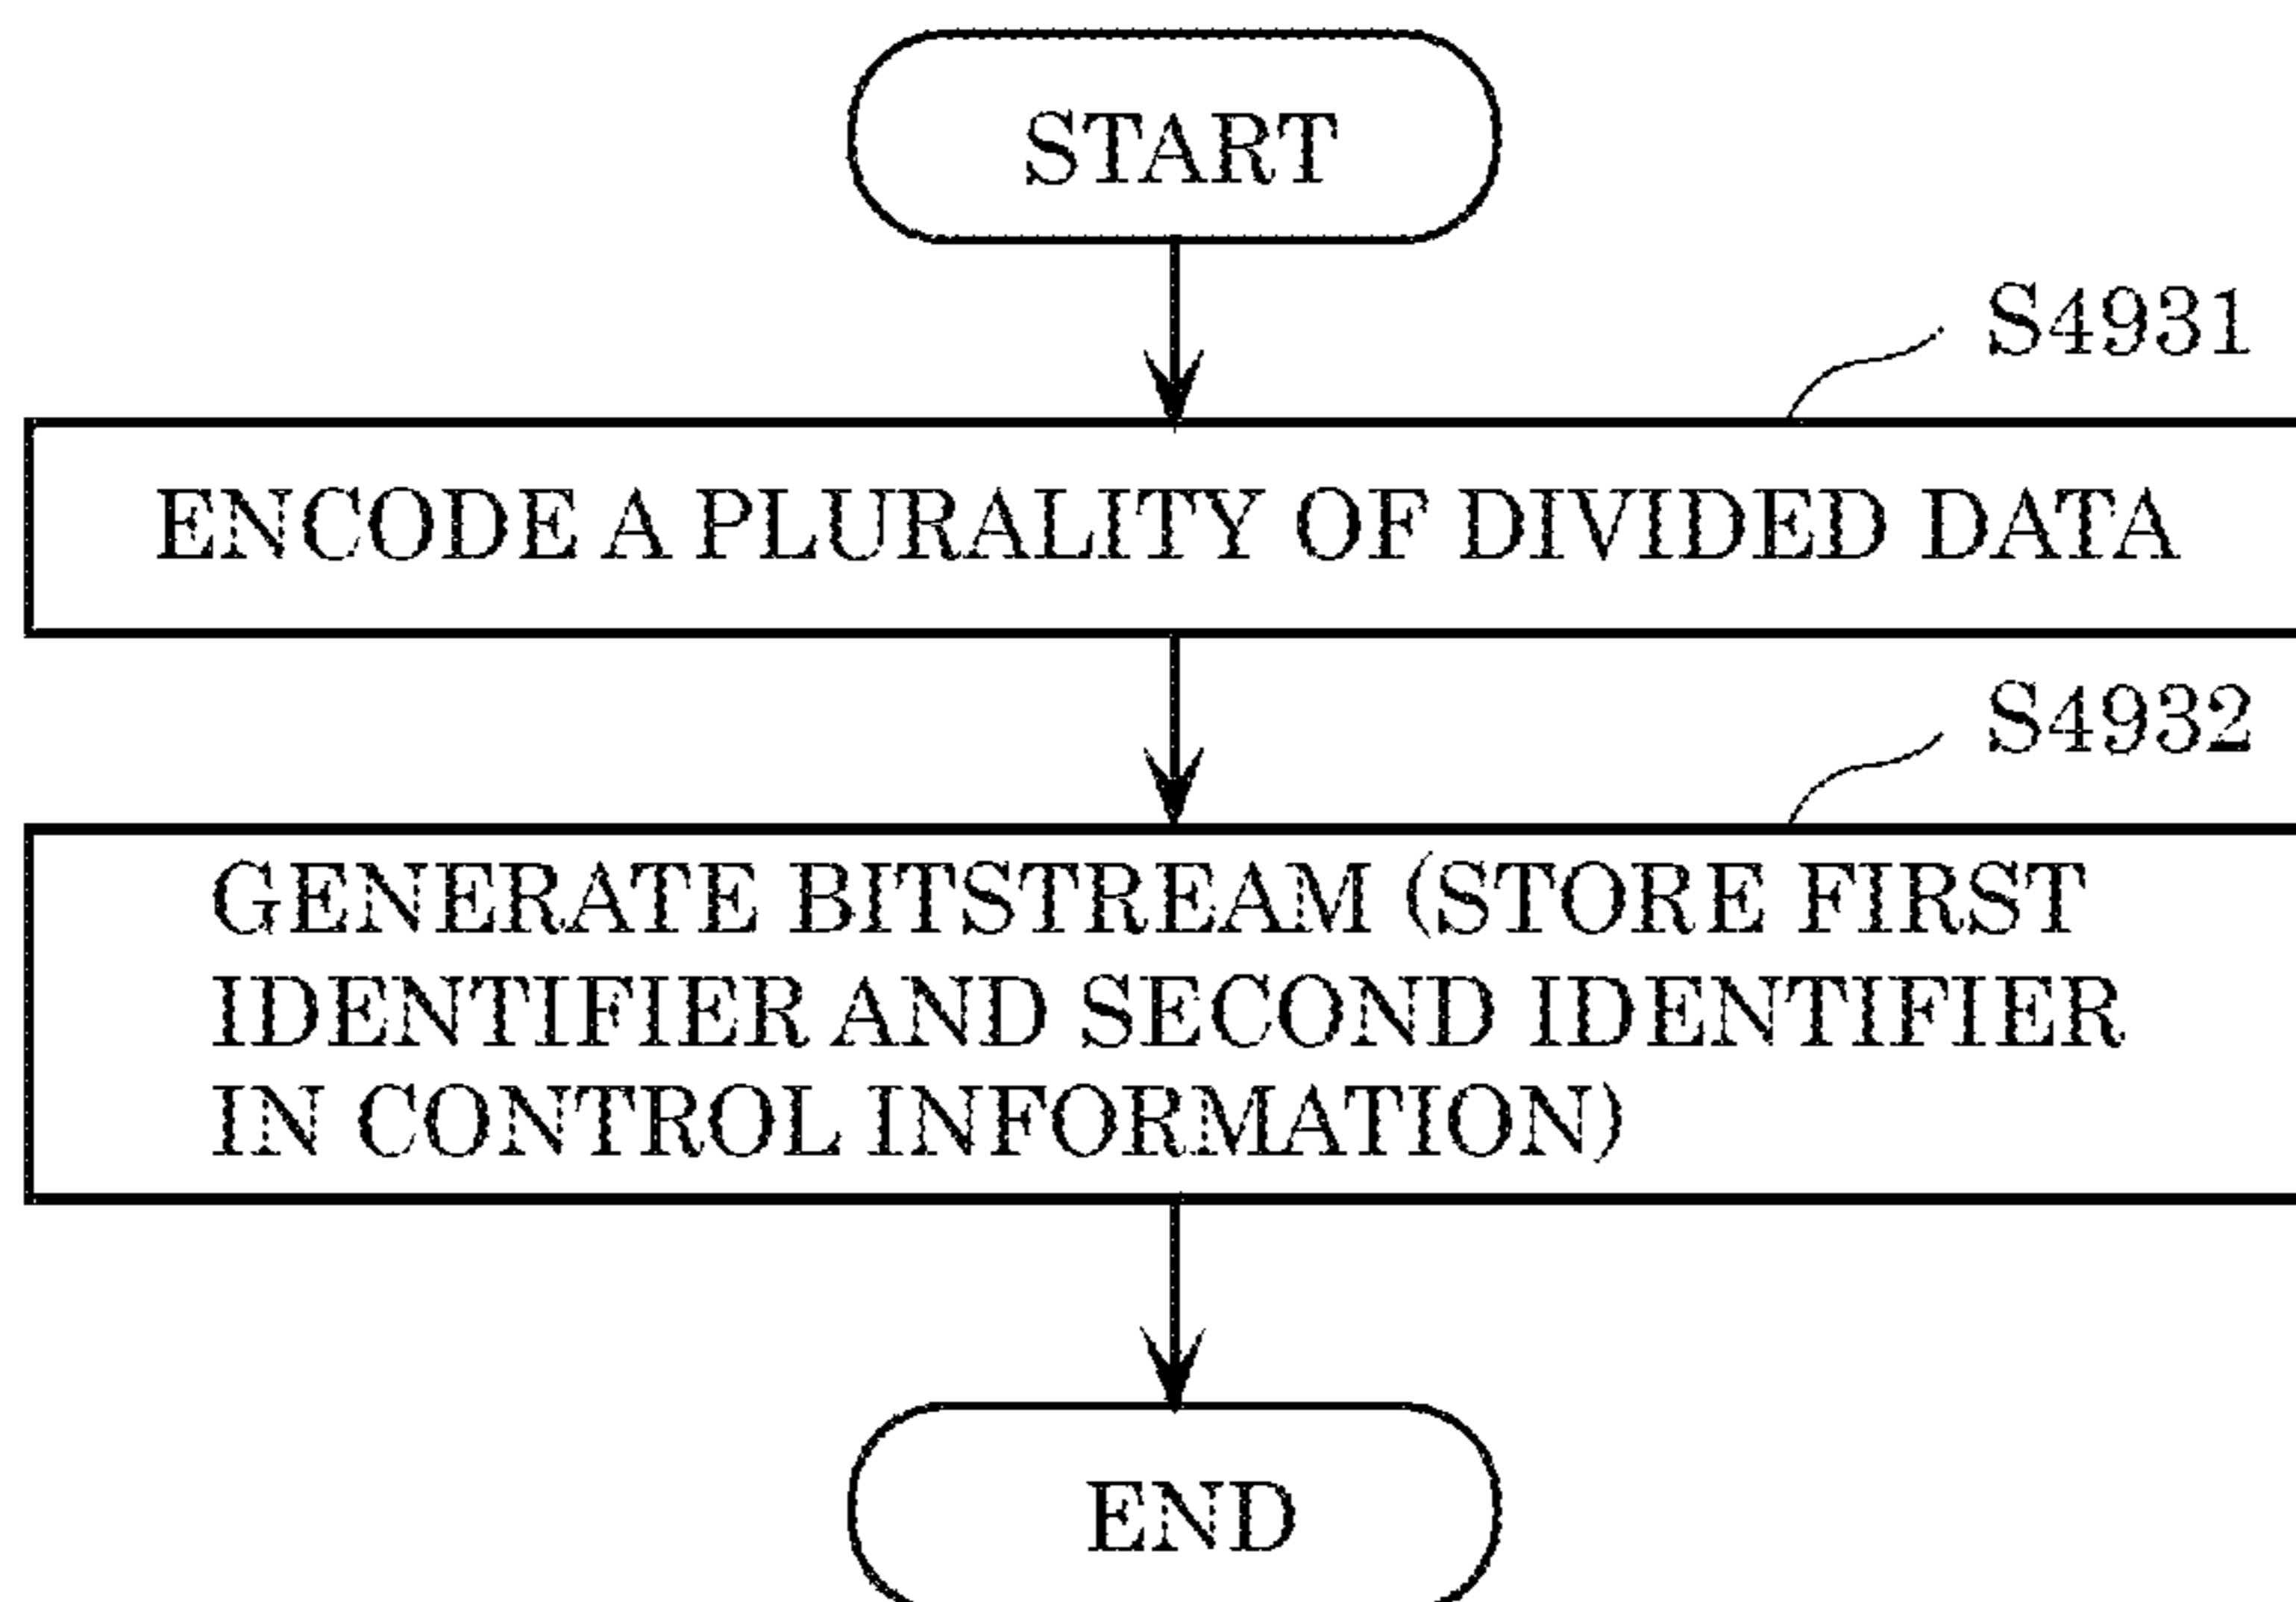 START
S4931
ENCODE A PLURALITY OF DIVIDED DATA
S4932
GENERATE BITSTREAM (STORE FIRST
IDENTIFIER AND SECOND IDENTIFIER
IN CONTROL INFORMATION)
END